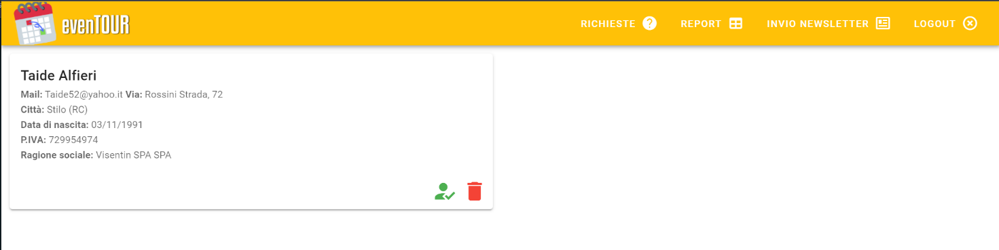 evenTOUR
RICHIESTE
REPORT
INVIO NEWSLETTER
LOGOUT
Taide Alfieri
Mail: Taide52@yahoo.it Via: Rossini Strada, 72
Città: Stilo (RC)
Data di nascita: 03/11/1991
P.IVA: 729954974
Ragione sociale: Visentin SPA SPA